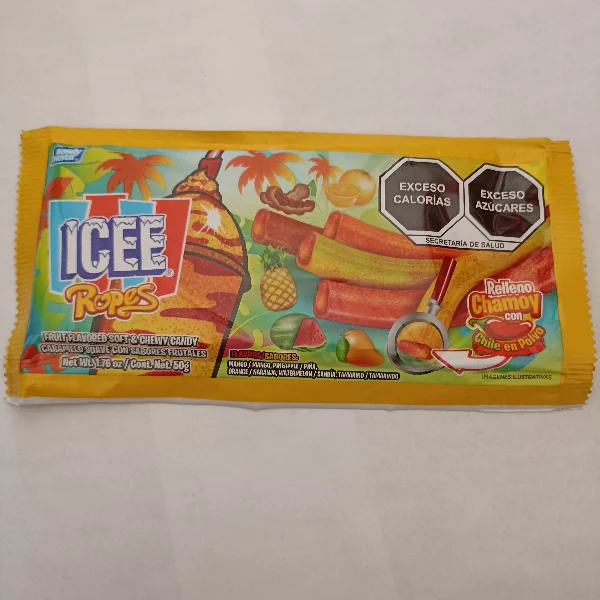 ICEE
Ropes
FRUIT FLAVORED SOFT & CHEWY CANDY
CARAMELO SUAVE CON SABORES FRUTALES
Net Wt. 1.76 oz / Cont. Net. 50g
FLAVORS/SABORES:
MANGO / MANGO, PINEAPPLE / PIÑA,
ORANGE / NARANJA, WATERMELON / SANDÍA, TAMARIND / TAMARINDO
EXCESO
CALORÍAS
EXCESO
AZÚCARES
SECRETARÍA DE SALUD
Relleno
Chamoy
con
Chile en Polvo
IMÁGENES ILUSTRATIVAS